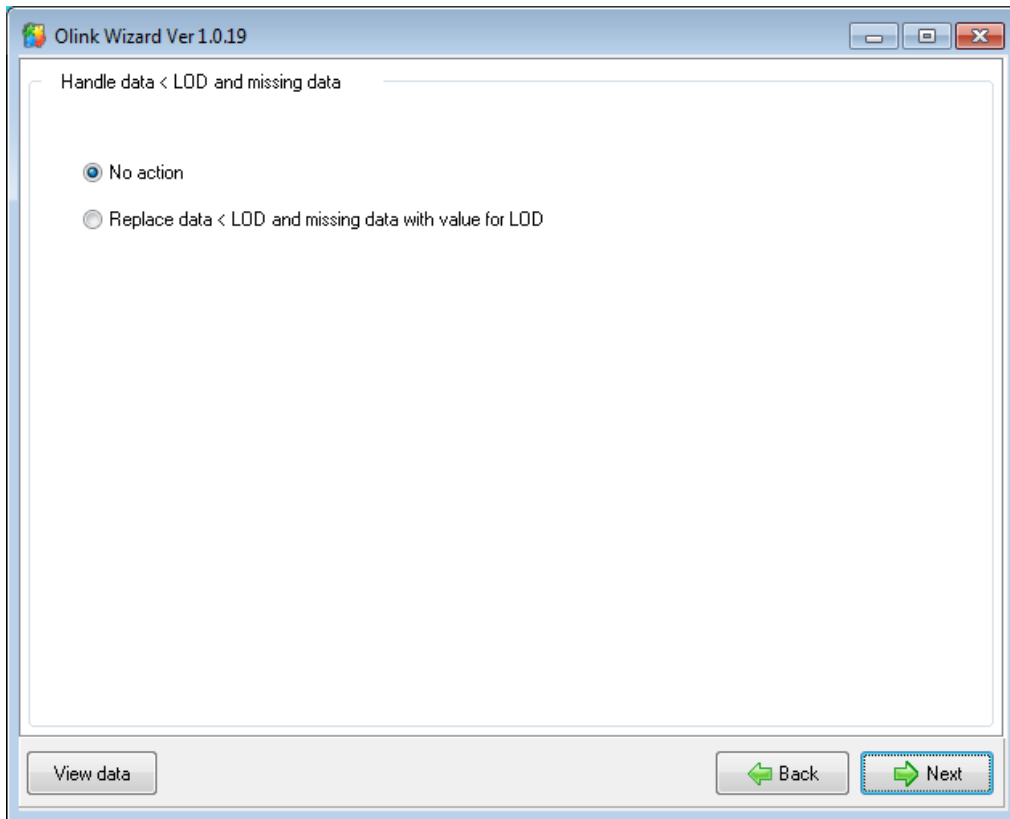 Olink Wizard Ver 1.0.19
Handle data < LOD and missing data
No action
Replace data < LOD and missing data with value for LOD
View data
Back
Next